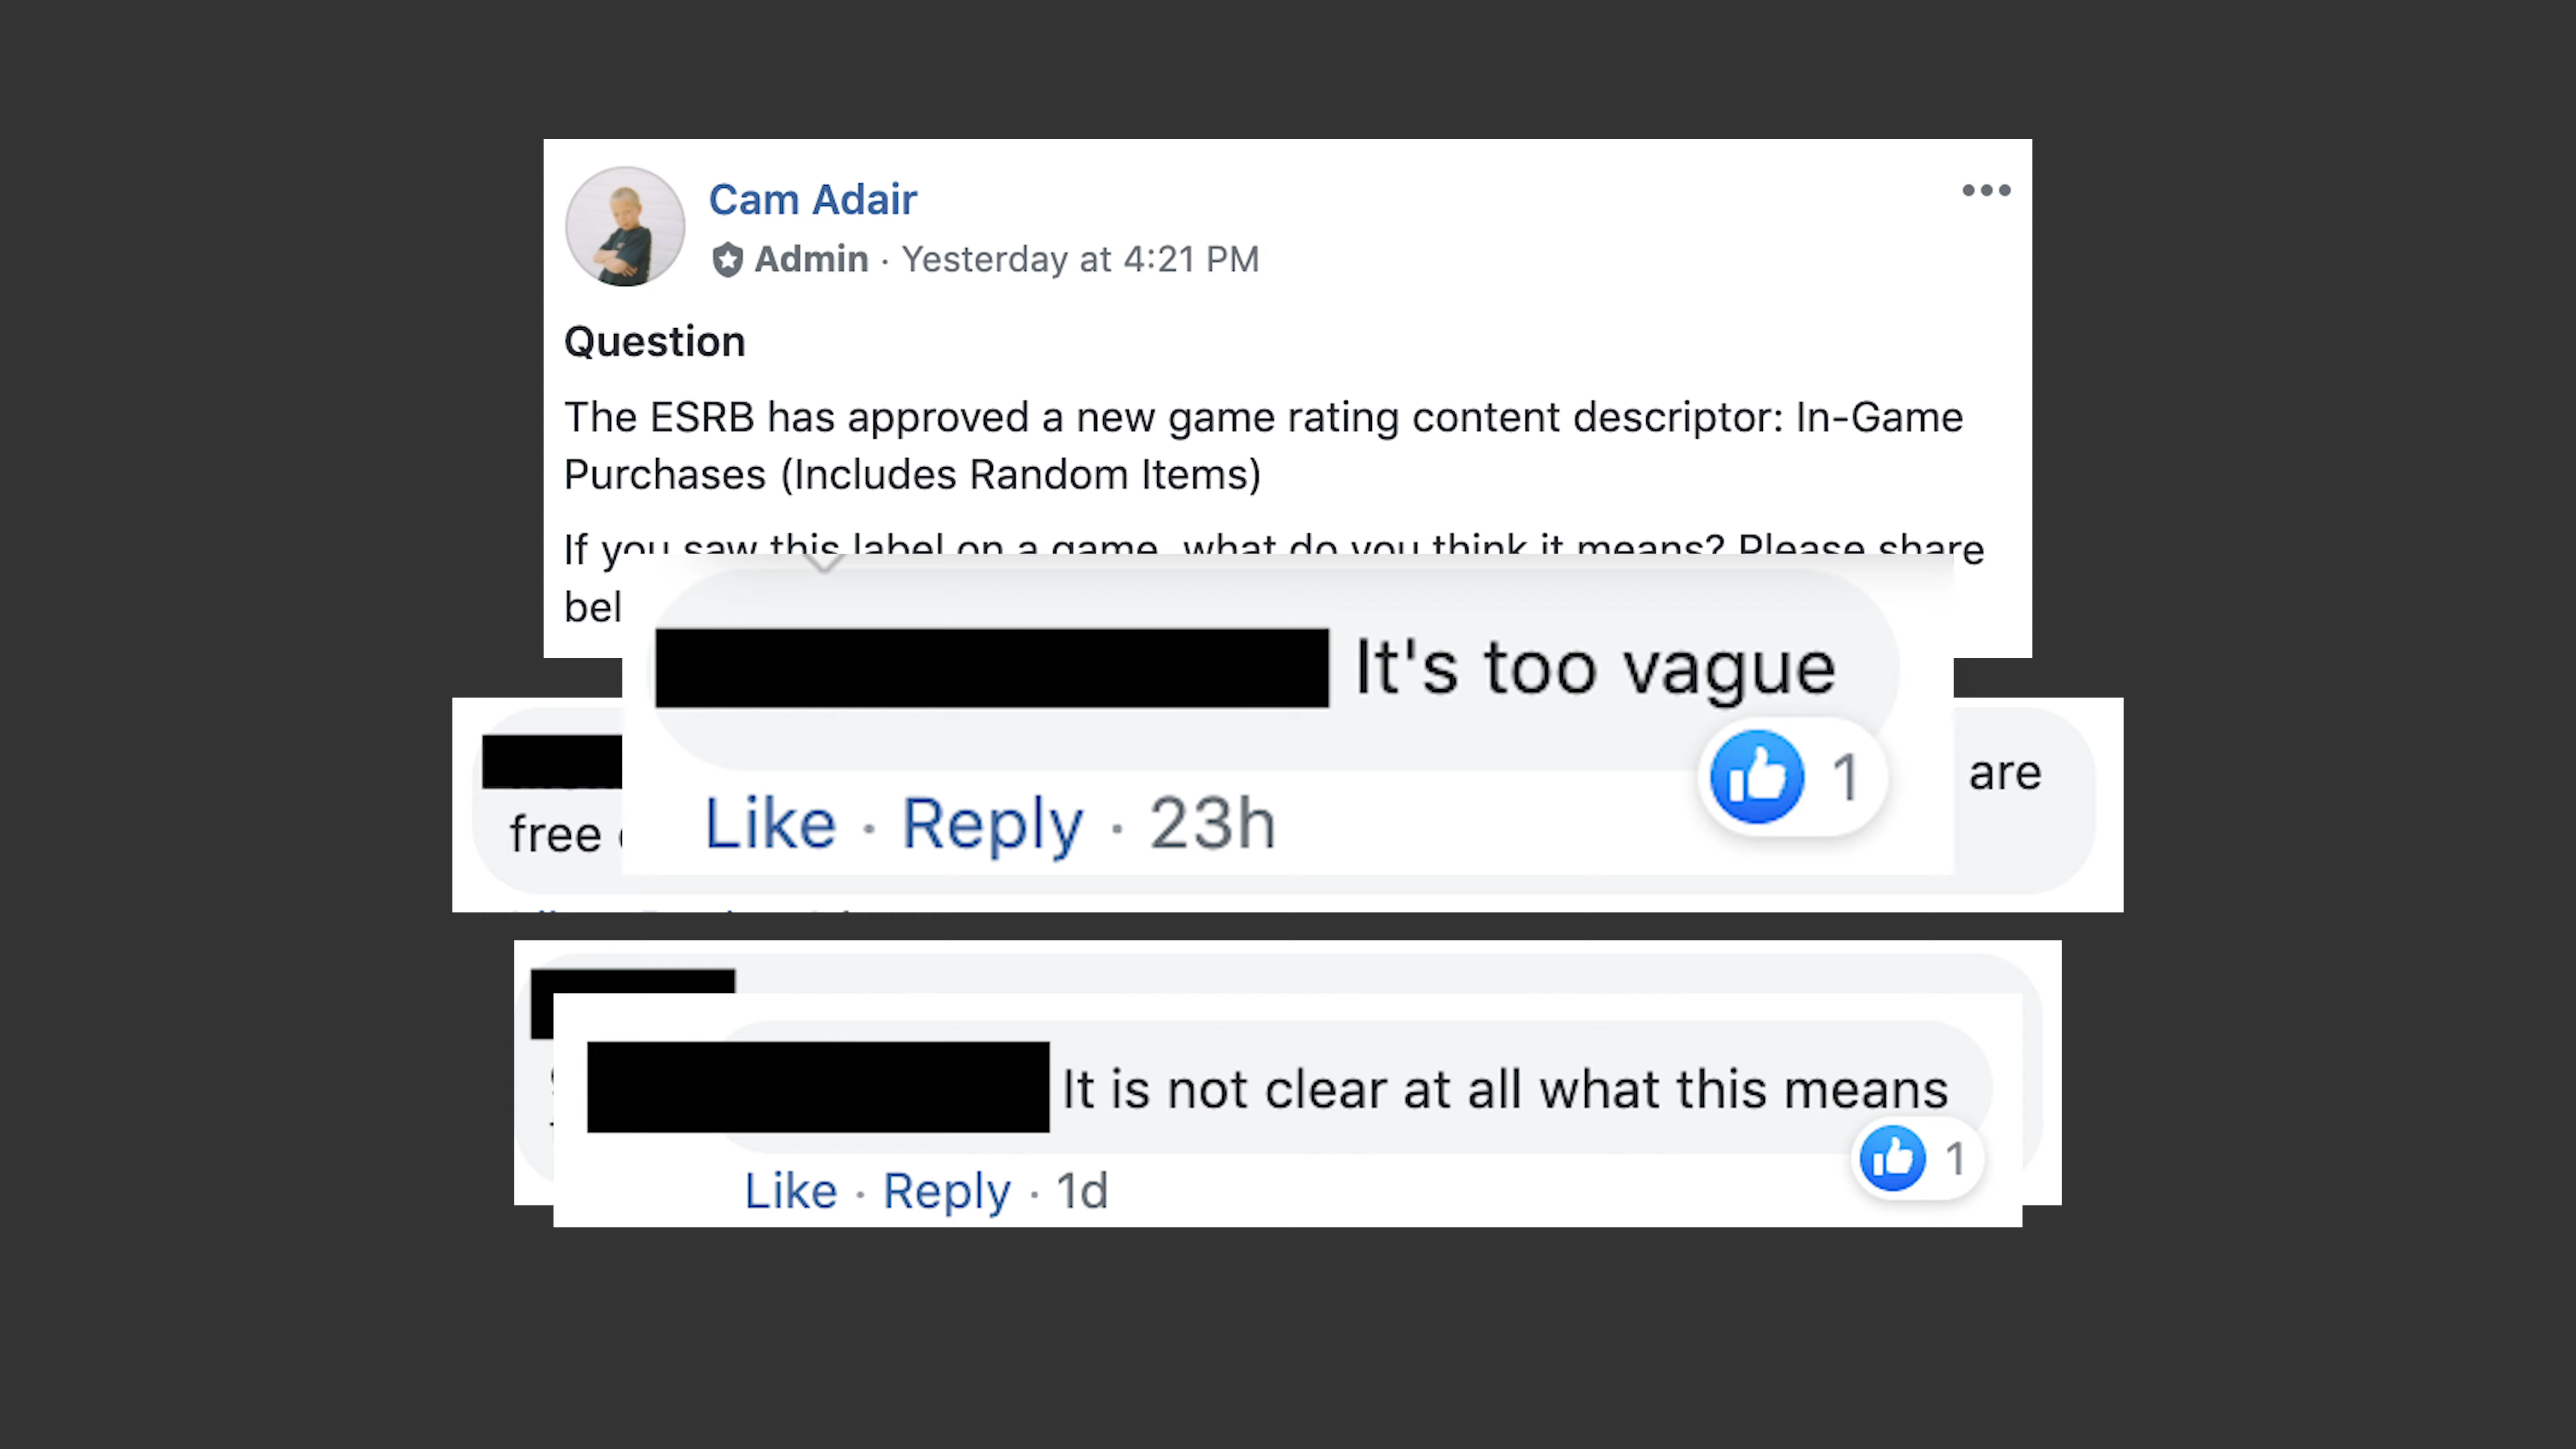 Cam Adair
Admin · Yesterday at 4:21 PM
Question
The ESRB has approved a new game rating content descriptor: In-Game
Purchases (Includes Random Items)
If you saw this label on a game, what do you think it means? Please share
It's too vague
1
are
free
Like · Reply · 23h
It is not clear at all what this means
1
Like · Reply · 1d